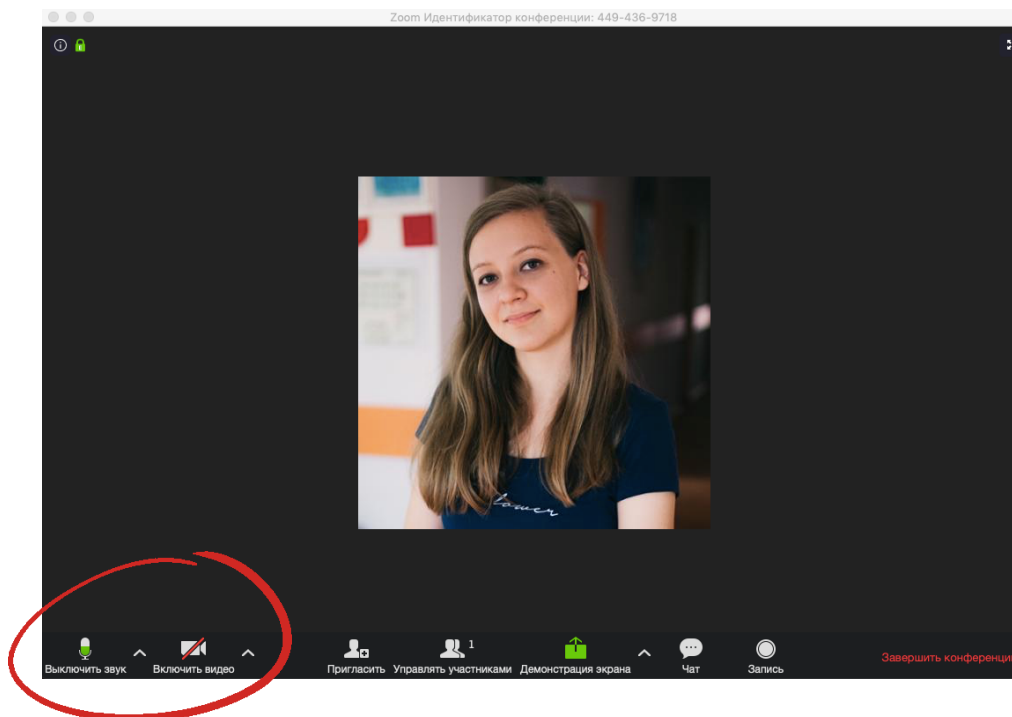 Zoom Идентификатор конференции: 449-436-9718
flower
Выключить звук
Включить видео
Пригласить
1
Управлять участниками
Демонстрация экрана
Чат
Запись
Завершить конференци